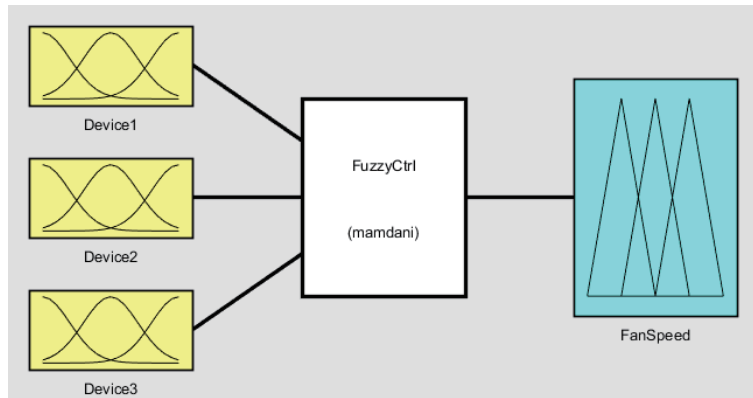 Device1
Device2
Device3
FuzzyCtrl
(mamdani)
FanSpeed